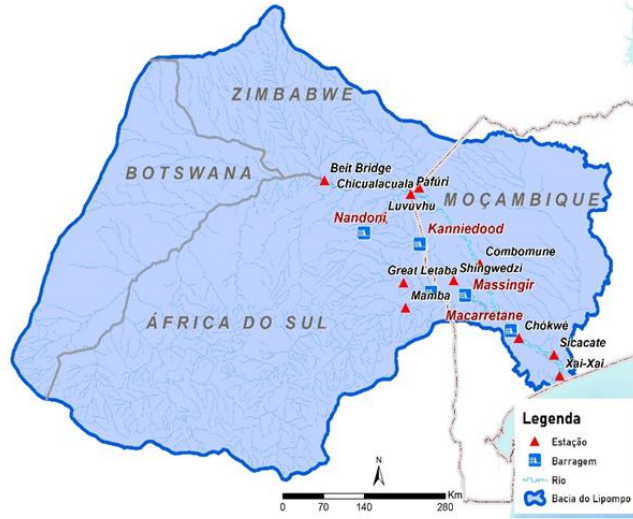 ZIMBABWE
BOTSWANA
MOÇAMBIQUE
ÁFRICA DO SUL
Beit Bridge
Chicualacuala
Pafúri
Luvuvhu
Nandoni
Kanniedood
Combomune
Great Letaba
Shingwedzi
Massingir
Mamba
Macarretane
Chókwè
Sicacate
Xai-Xai
Legenda
Estação
Barragem
Rio
Bacia do Lipompo
N
Km
0 70 140 280